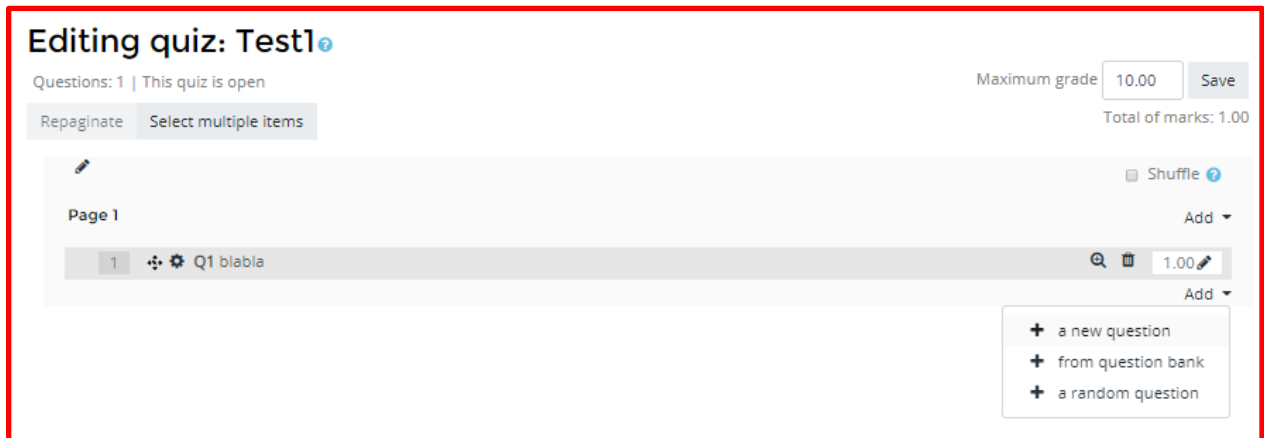 Editing quiz: Test1
Questions: 1 | This quiz is open
Maximum grade 10.00 Save
Repaginate Select multiple items
Total of marks: 1.00
Shuffle
Page 1
Add
1 Q1 blabla 1.00
Add
a new question
from question bank
a random question